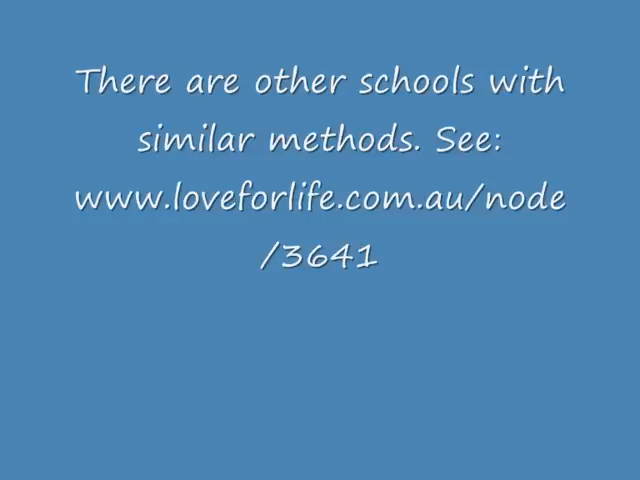 There are other schools with
similar methods. See:
www.loveforlife.com.au/node
/3641